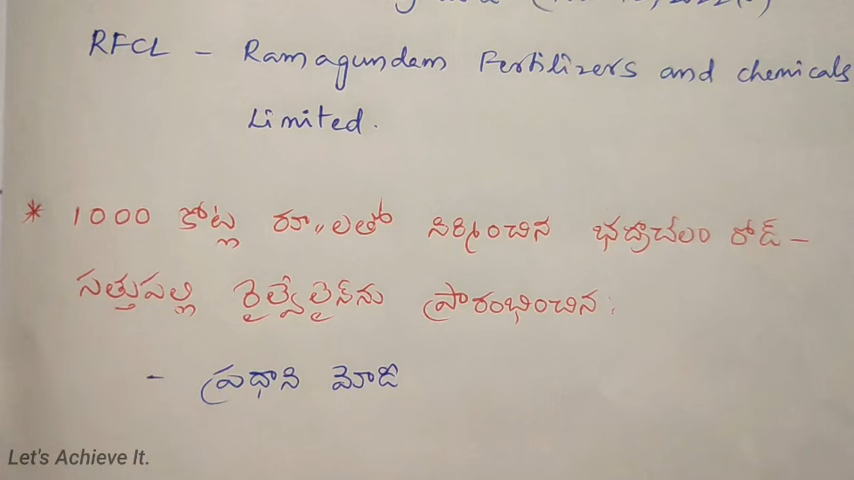 RFCL - Ramagundam Fertilizers and chemicals
Limited.
* 1000 కోట్ల రూ,,లతో నిర్మించిన భద్రాచలం రోడ్ -
సత్తుపల్లి రైల్వేలైన్‌ను ప్రారంభించిన :
- ప్రధాని మోడి
Let's Achieve It.